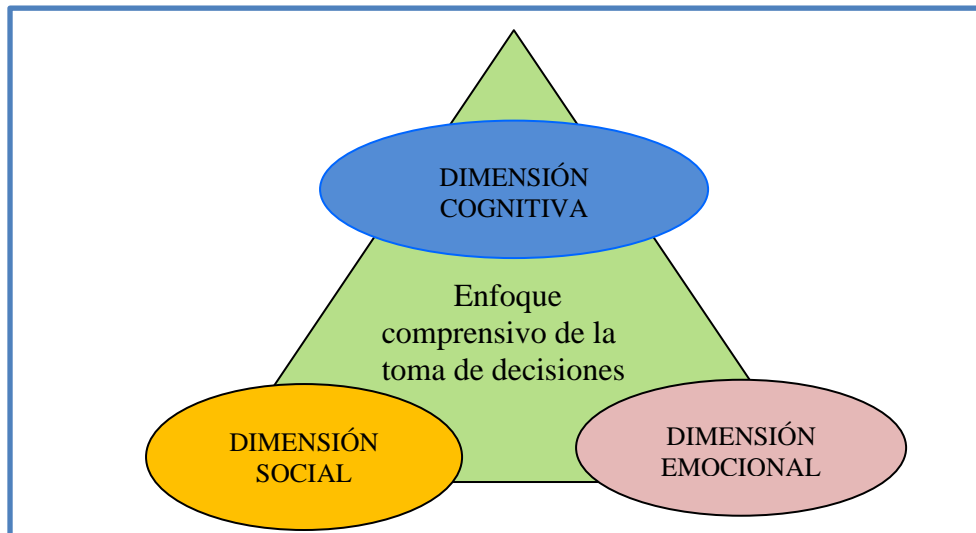 DIMENSIÓN
COGNITIVA
Enfoque
comprensivo de la
toma de decisiones
DIMENSIÓN
SOCIAL
DIMENSIÓN
EMOCIONAL